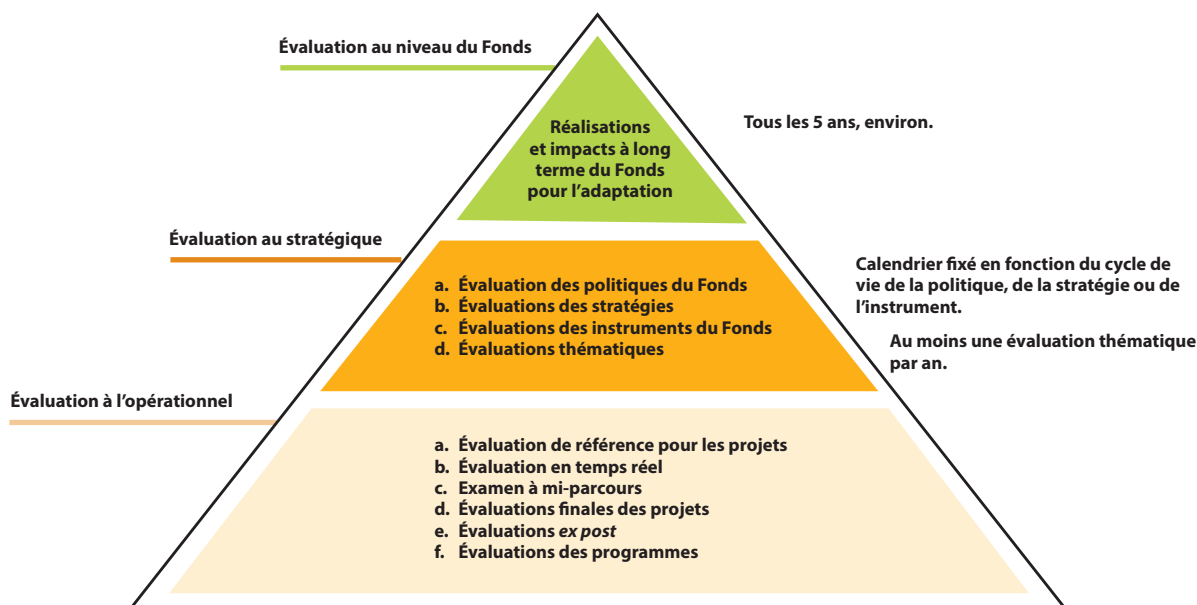 Évaluation au niveau du Fonds
Réalisations
et impacts à long
terme du Fonds
pour l'adaptation
Tous les 5 ans, environ.
Évaluation au stratégique
a. Évaluation des politiques du Fonds
b. Évaluations des stratégies
c. Évaluations des instruments du Fonds
d. Évaluations thématiques
Calendrier fixé en fonction du cycle de
vie de la politique, de la stratégie ou de
l'instrument.
Au moins une évaluation thématique
par an.
Évaluation à l'opérationnel
a. Évaluation de référence pour les projets
b. Évaluation en temps réel
c. Examen à mi-parcours
d. Évaluations finales des projets
e. Évaluations ex post
f. Évaluations des programmes